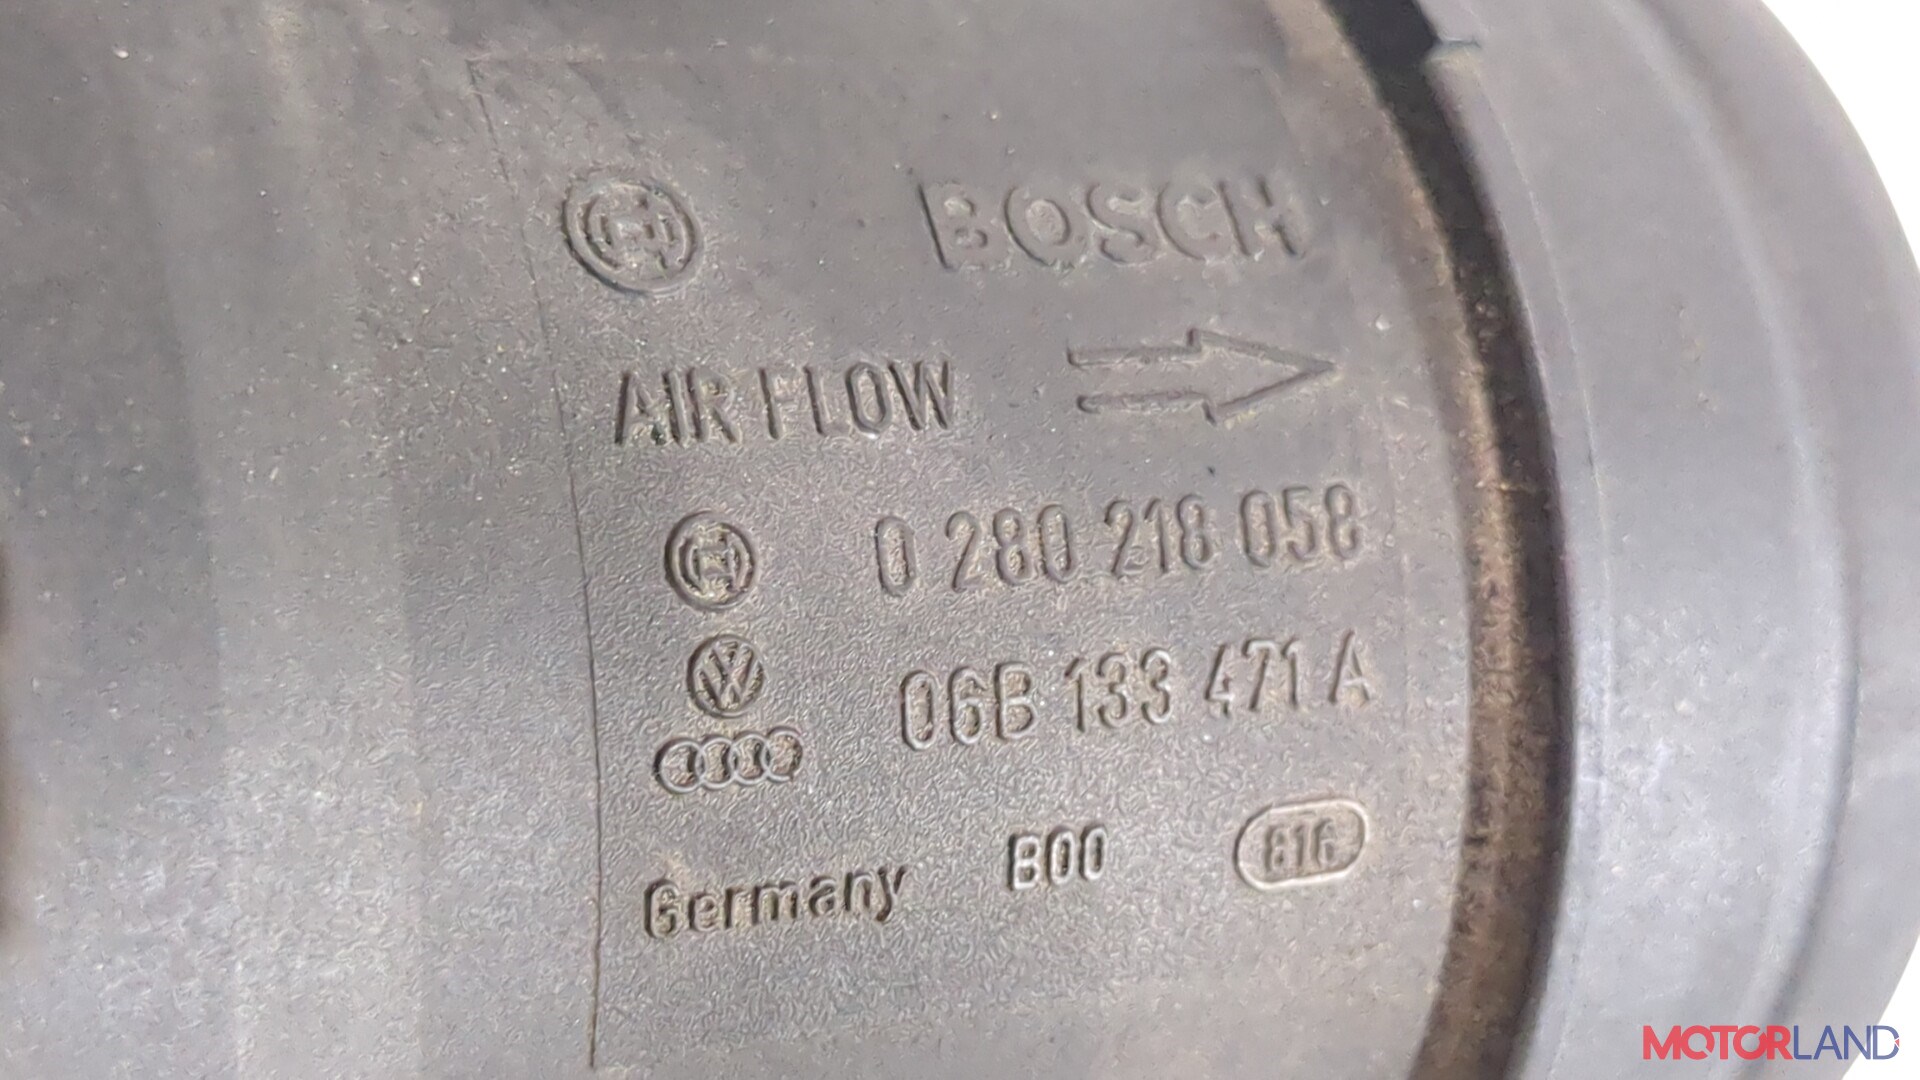 BOSCH
AIR FLOW
0 280 218 058
06B 133 471 A
Germany B00 816
MOTORLAND